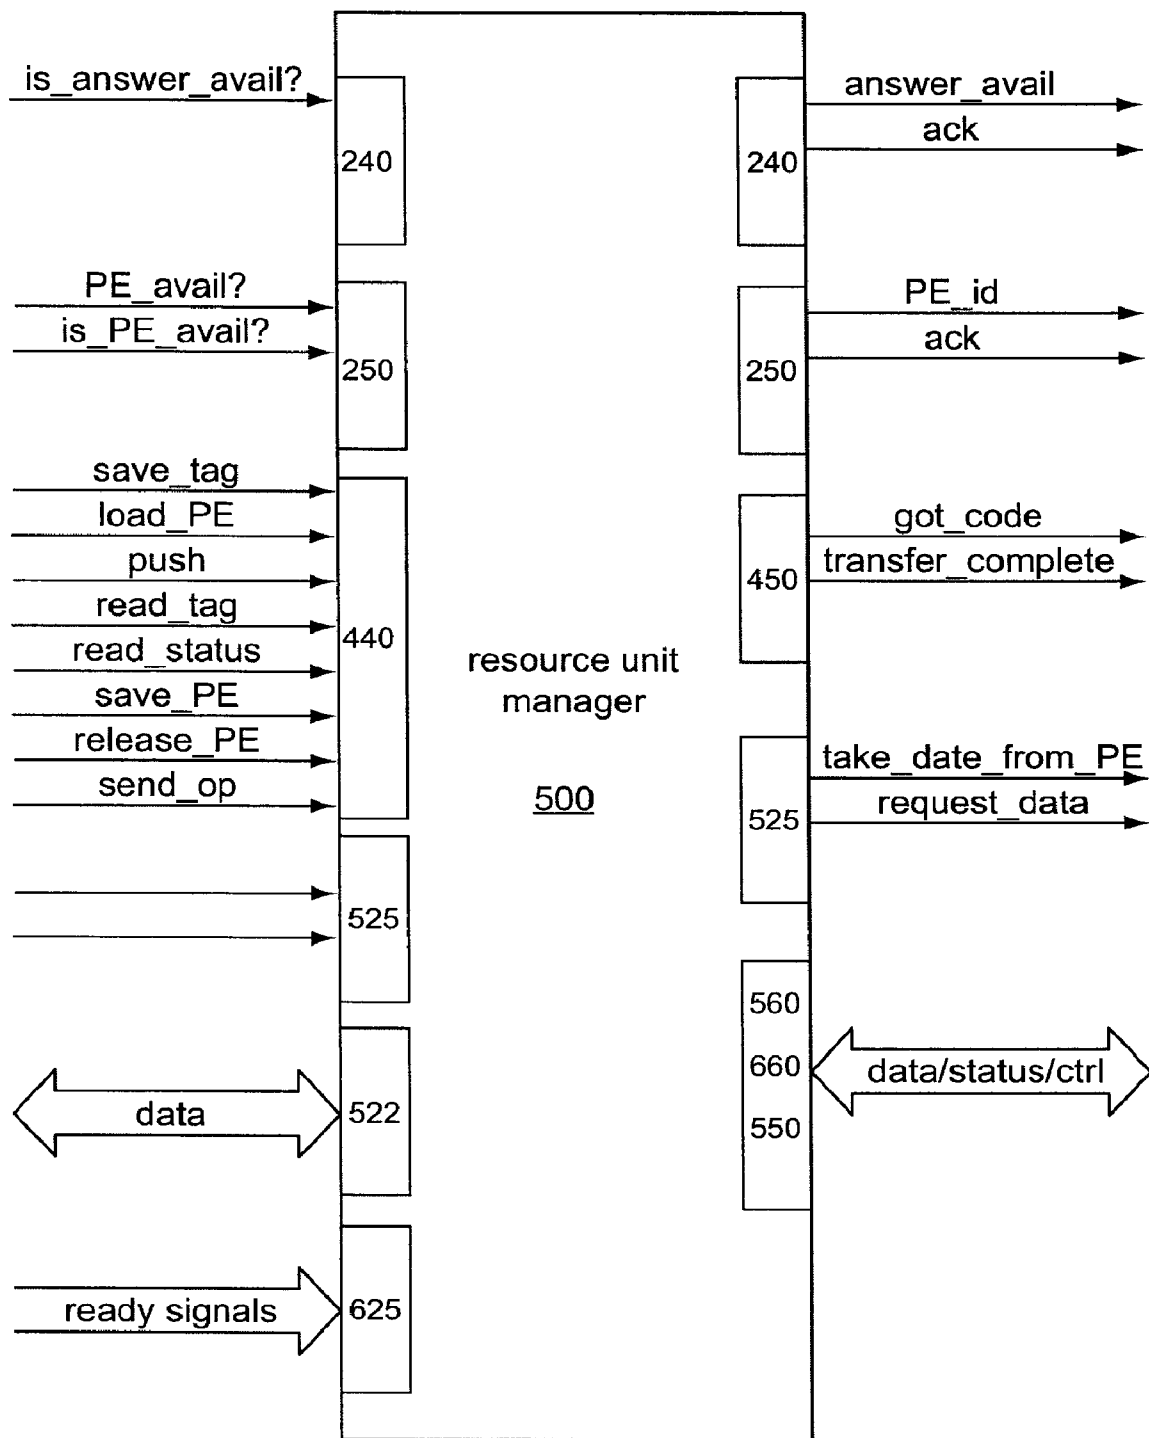 is_answer_avail?
240
PE_avail?
is_PE_avail?
250
save_tag
load_PE
push
read_tag
read_status
save_PE
release_PE
send_op
440
525
data
522
ready signals
625
resource unit
manager
500
240
answer_avail
ack
250
PE_id
ack
450
got_code
transfer_complete
525
take_date_from_PE
request_data
560
660
550
data/status/ctrl